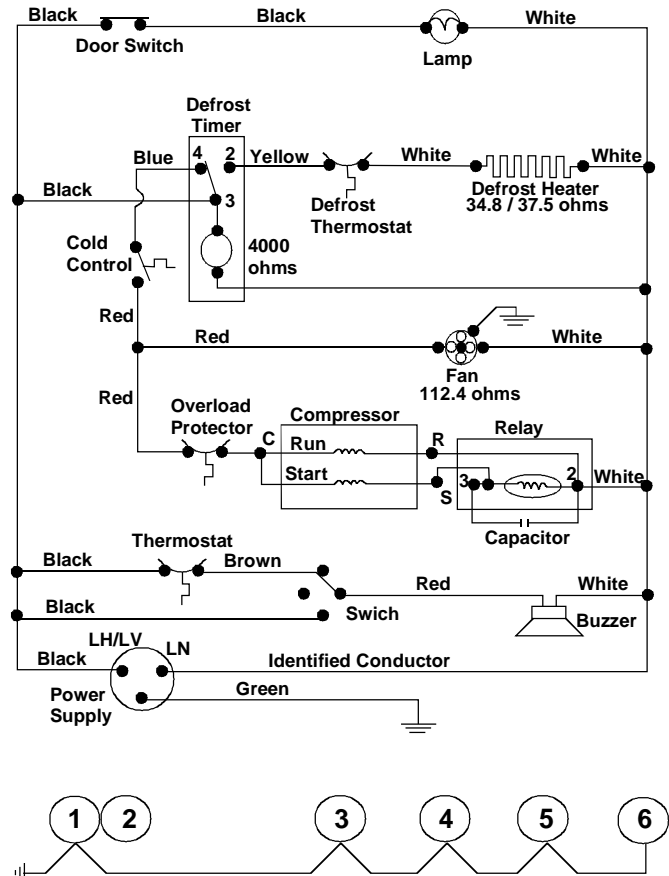 Black Black White
Door Switch
Lamp
Defrost
Timer
Blue 4 2 Yellow White White
Black 3
Defrost
Thermostat
Defrost Heater
34.8 / 37.5 ohms
Cold
Control
4000
ohms
Red
Red White
Fan
112.4 ohms
Red
Overload
Protector
Compressor
Relay
C Run R
Start S 3 2 White
Capacitor
Thermostat
Black Brown
Red White
Black Swich Buzzer
LH/LV LN
Black Identified Conductor
Power
Supply
Green
1 2 3 4 5 6